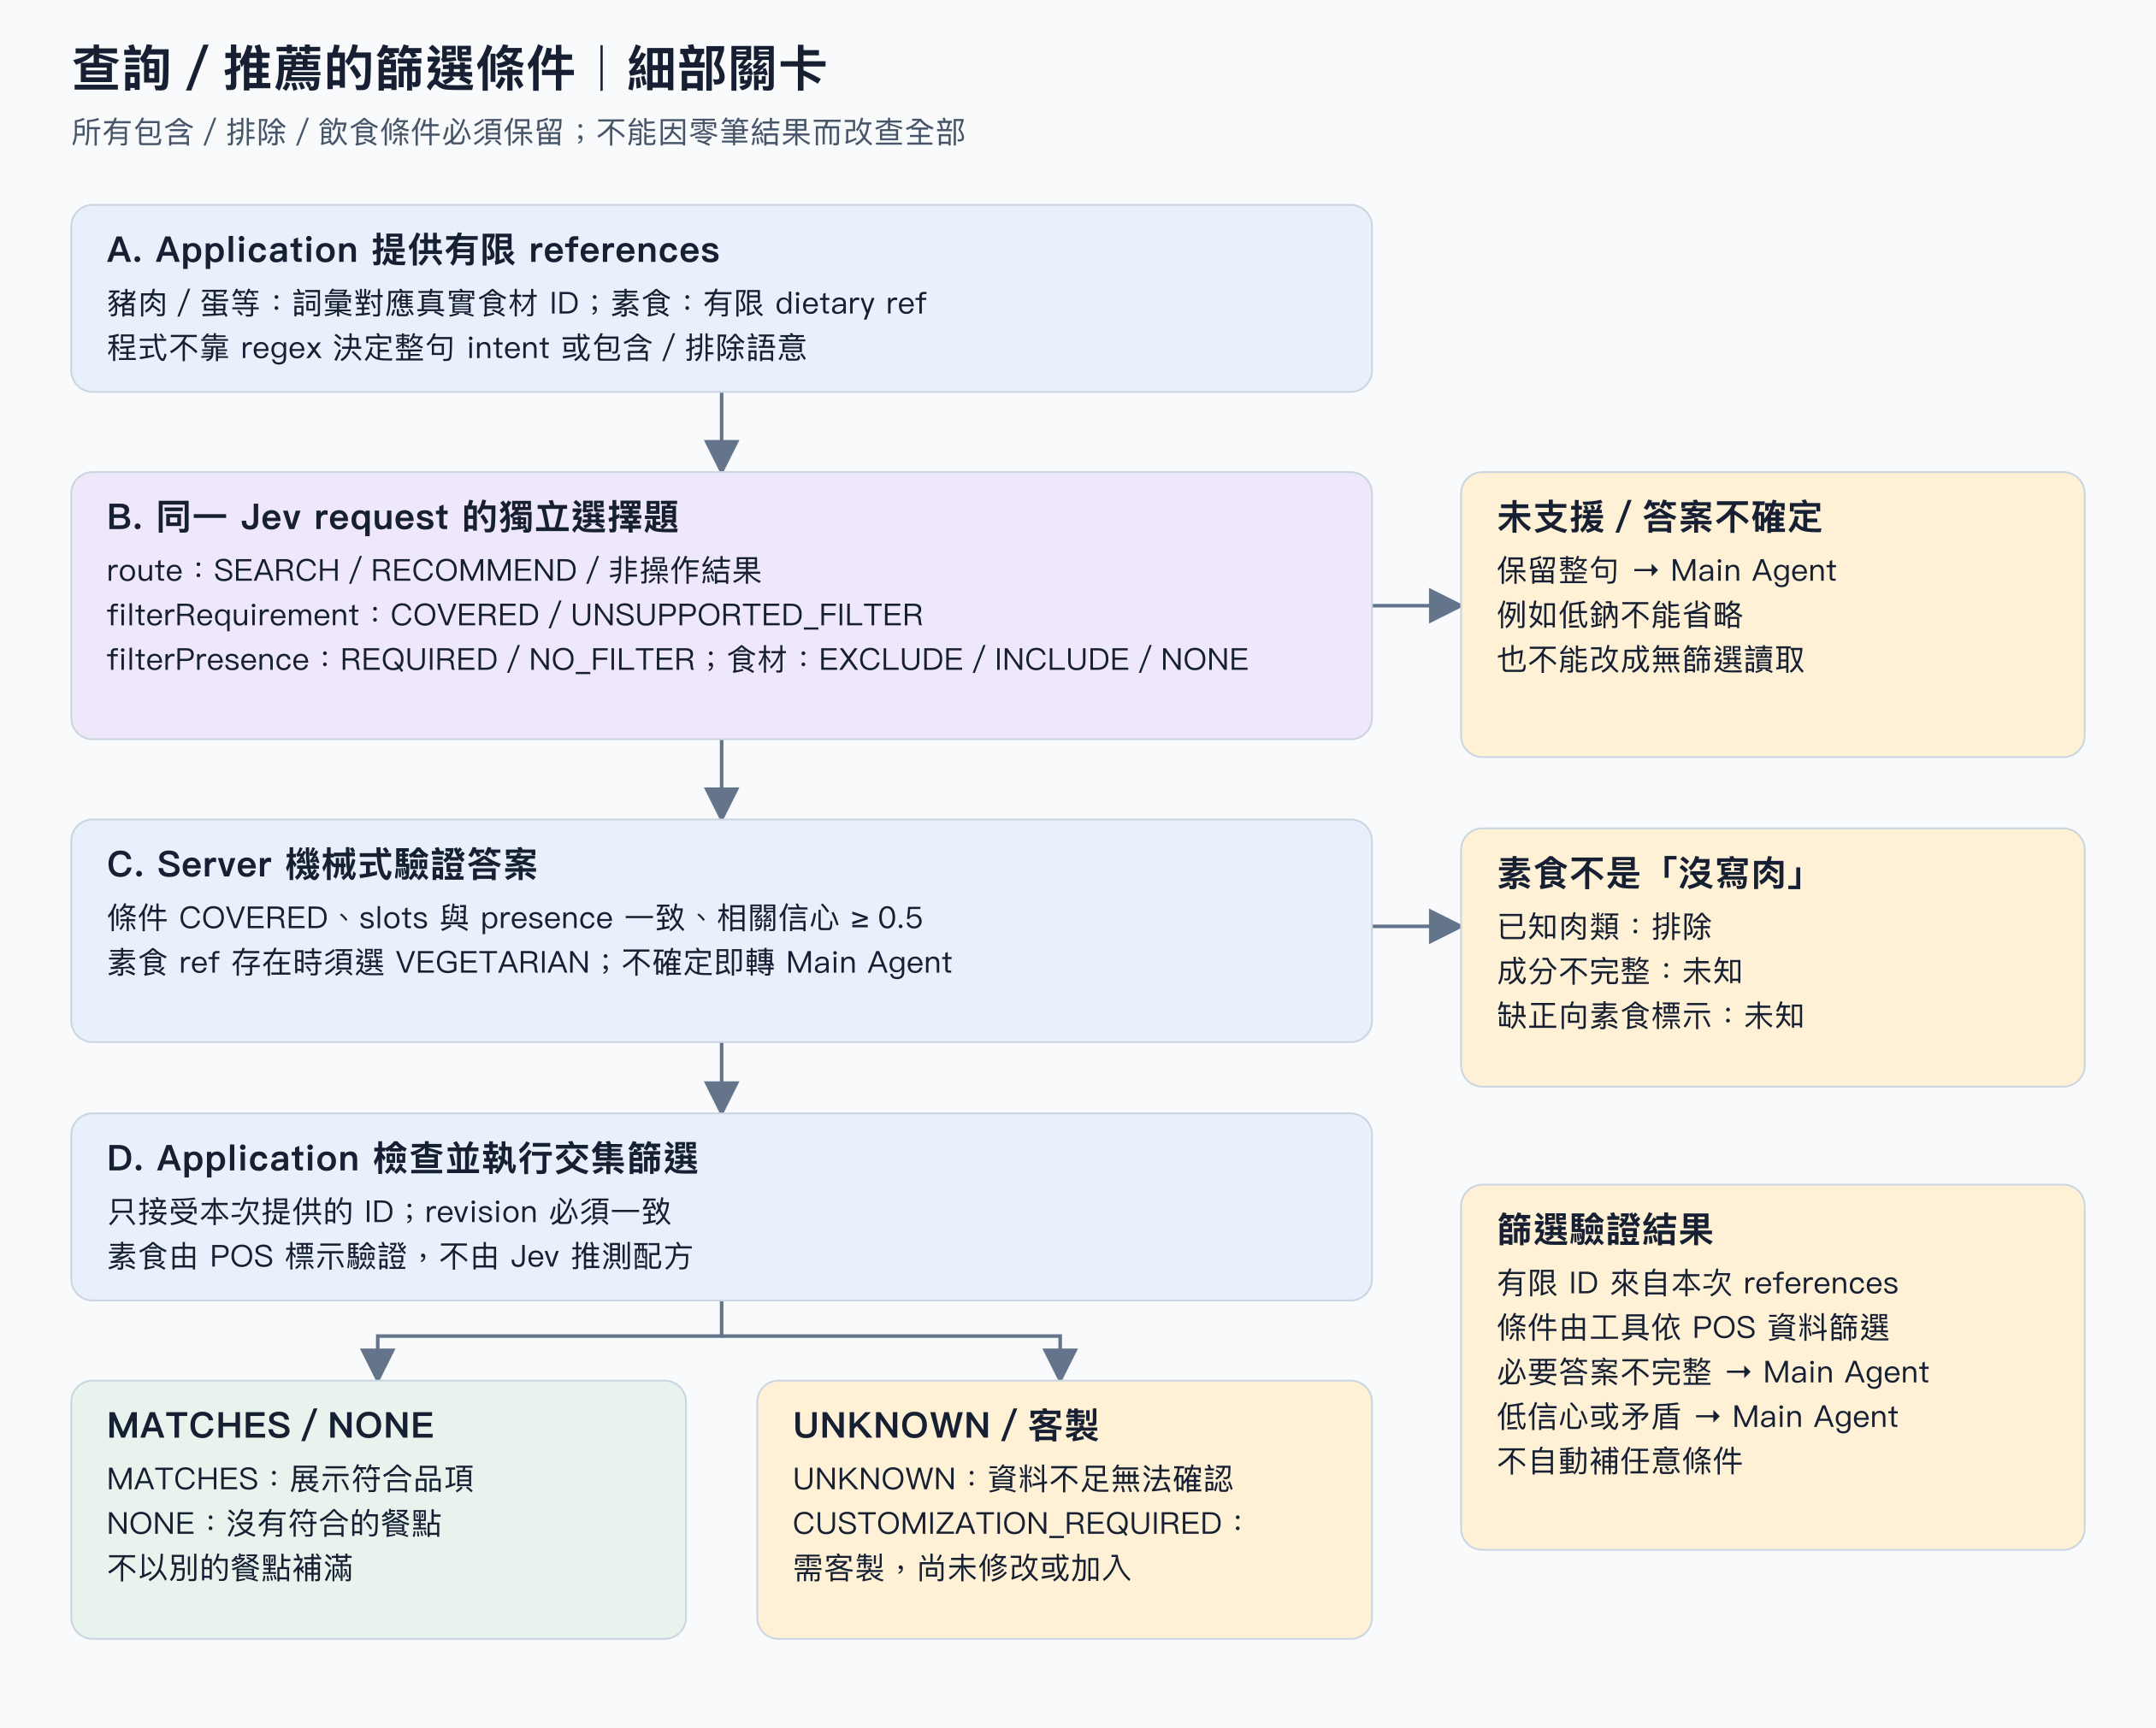 查詢 / 推薦的篩選條件｜細部關卡
所有包含 / 排除 / 飲食條件必須保留；不能因零筆結果而改查全部
A. Application 提供有限 references
豬肉 / 蛋等：詞彙對應真實食材 ID；素食：有限 dietary ref
程式不靠 regex 決定整句 intent 或包含 / 排除語意
B. 同一 Jev request 的獨立選擇題
route：SEARCH / RECOMMEND / 非操作結果
filterRequirement：COVERED / UNSUPPORTED_FILTER
filterPresence：REQUIRED / NO_FILTER；食材：EXCLUDE / INCLUDE / NONE
未支援 / 答案不確定
保留整句 → Main Agent
例如低鈉不能省略
也不能改成無篩選讀取
C. Server 機械式驗證答案
條件 COVERED、slots 與 presence 一致、相關信心 ≥ 0.5
素食 ref 存在時須選 VEGETARIAN；不確定即轉 Main Agent
素食不是「沒寫肉」
已知肉類：排除
成分不完整：未知
缺正向素食標示：未知
D. Application 檢查並執行交集篩選
只接受本次提供的 ID；revision 必須一致
素食由 POS 標示驗證，不由 Jev 推測配方
篩選驗證結果
有限 ID 來自本次 references
條件由工具依 POS 資料篩選
必要答案不完整 → Main Agent
低信心或矛盾 → Main Agent
不自動補任意條件
MATCHES / NONE
MATCHES：展示符合品項
NONE：沒有符合的餐點
不以別的餐點補滿
UNKNOWN / 客製
UNKNOWN：資料不足無法確認
CUSTOMIZATION_REQUIRED：
需客製，尚未修改或加入